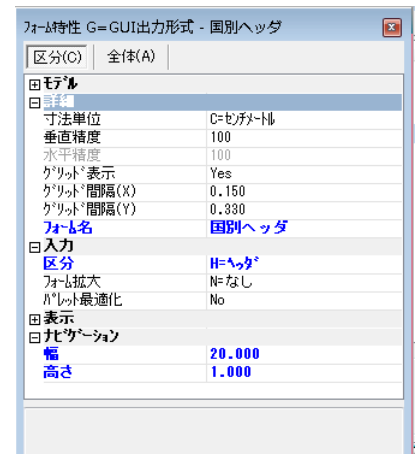 ﾌｫｰﾑ特性 G=GUI出力形式 - 国別ヘッダ
区分(C) 全体(A)
ﾓﾃﾞﾙ
詳細
寸法単位 C=ｾﾝﾁﾒｰﾄﾙ
垂直精度 100
水平精度 100
ｸﾞﾘｯﾄﾞ表示 Yes
ｸﾞﾘｯﾄﾞ間隔(X) 0.150
ｸﾞﾘｯﾄﾞ間隔(Y) 0.330
ﾌｫｰﾑ名 国別ヘッダ
入力
区分 H=ﾍｯﾀﾞ
ﾌｫｰﾑ拡大 N=なし
ﾊﾟﾚｯﾄ最適化 No
表示
ﾅﾋﾞｹﾞｰｼｮﾝ
幅 20.000
高さ 1.000